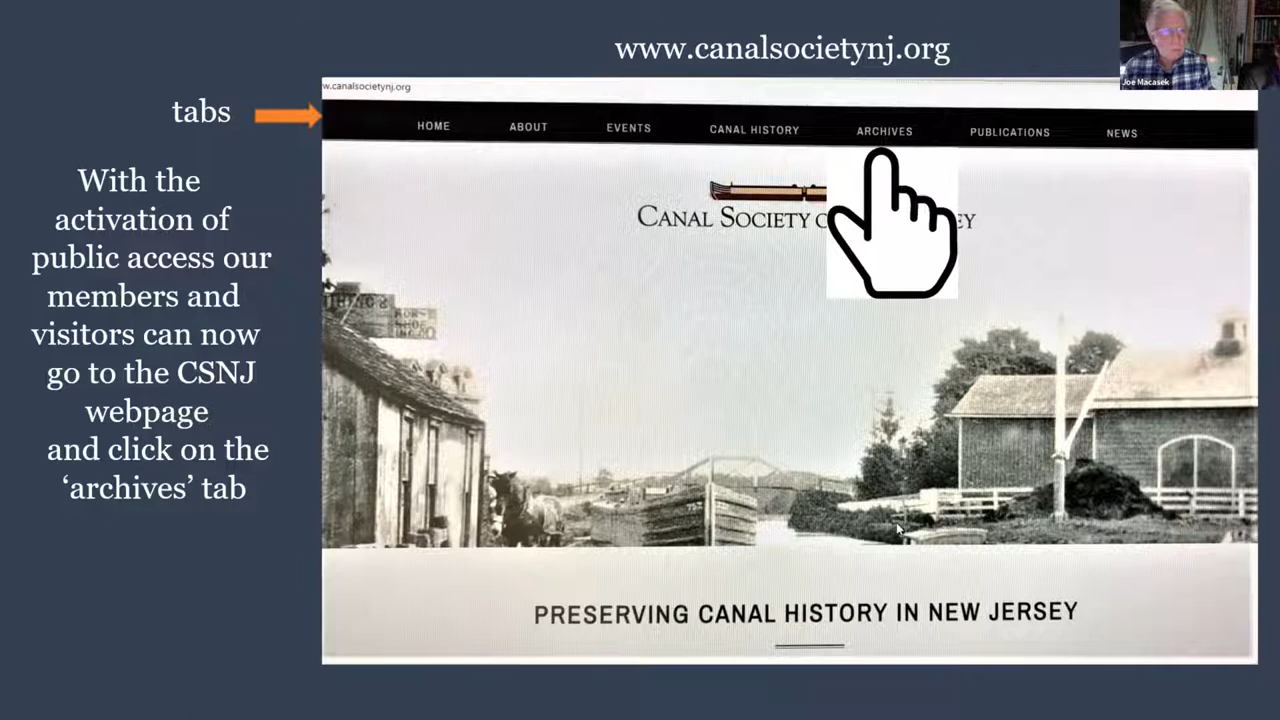 www.canalsocietynj.org
Joe Macasek
w.canalsocietynj.org
tabs
HOME ABOUT EVENTS CANAL HISTORY ARCHIVES PUBLICATIONS NEWS
With the
activation of
public access our
members and
visitors can now
go to the CSNJ
webpage
and click on the
‘archives’ tab
CANAL SOCIETY
PRESERVING CANAL HISTORY IN NEW JERSEY